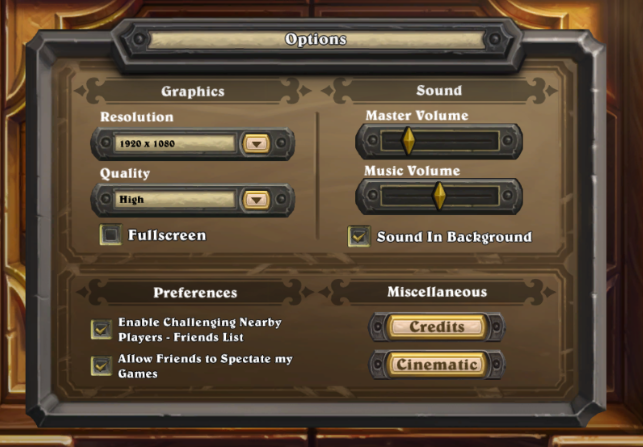 Options
Graphics
Resolution
1920 x 1080
Quality
High
Fullscreen
Sound
Master Volume
Music Volume
Sound In Background
Preferences
Enable Challenging Nearby
Players - Friends List
Allow Friends to Spectate my
Games
Miscellaneous
Credits
Cinematic